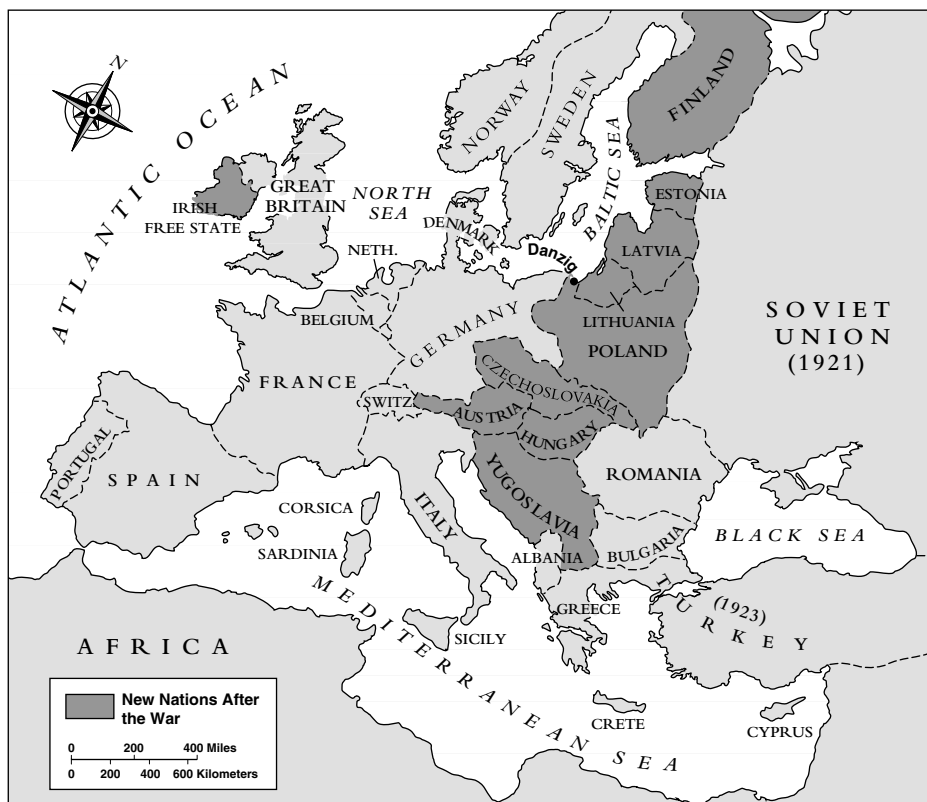 N
ATLANTIC OCEAN
NORWAY
SWEDEN
FINLAND
BALTIC SEA
ESTONIA
LATVIA
LITHUANIA
GREAT
BRITAIN
IRISH
FREE STATE
NORTH
SEA
DENMARK
NETH.
Danzig
BELGIUM
GERMANY
POLAND
SOVIET
UNION
(1921)
FRANCE
SWITZ.
CZECHOSLOVAKIA
AUSTRIA
HUNGARY
PORTUGAL
SPAIN
YUGOSLAVIA
ROMANIA
ITALY
CORSICA
SARDINIA
ALBANIA
BULGARIA
BLACK SEA
GREECE
TURKEY
(1923)
SICILY
MEDITERRANEAN SEA
AFRICA
CRETE
CYPRUS
New Nations After
the War
0 200 400 Miles
0 200 400 600 Kilometers